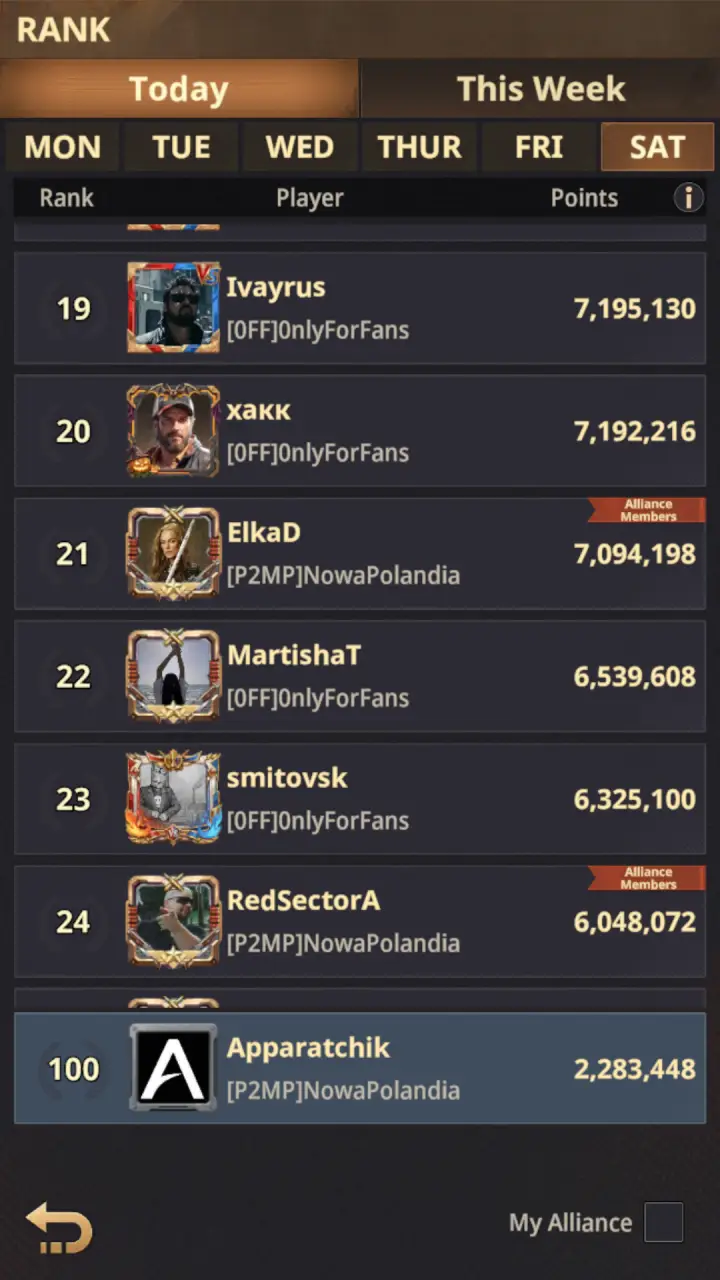 RANK
Today
This Week
MON
TUE
WED
THUR
FRI
SAT
Rank
Player
Points
19
Ivayrus
[0FF]0nlyForFans
7,195,130
20
хакк
[0FF]0nlyForFans
7,192,216
21
ElkaD
[P2MP]NowaPolandia
Alliance
Members
7,094,198
22
MartishaT
[0FF]0nlyForFans
6,539,608
23
smitovsk
[0FF]0nlyForFans
6,325,100
24
RedSectorA
[P2MP]NowaPolandia
Alliance
Members
6,048,072
100
Apparatchik
[P2MP]NowaPolandia
2,283,448
My Alliance